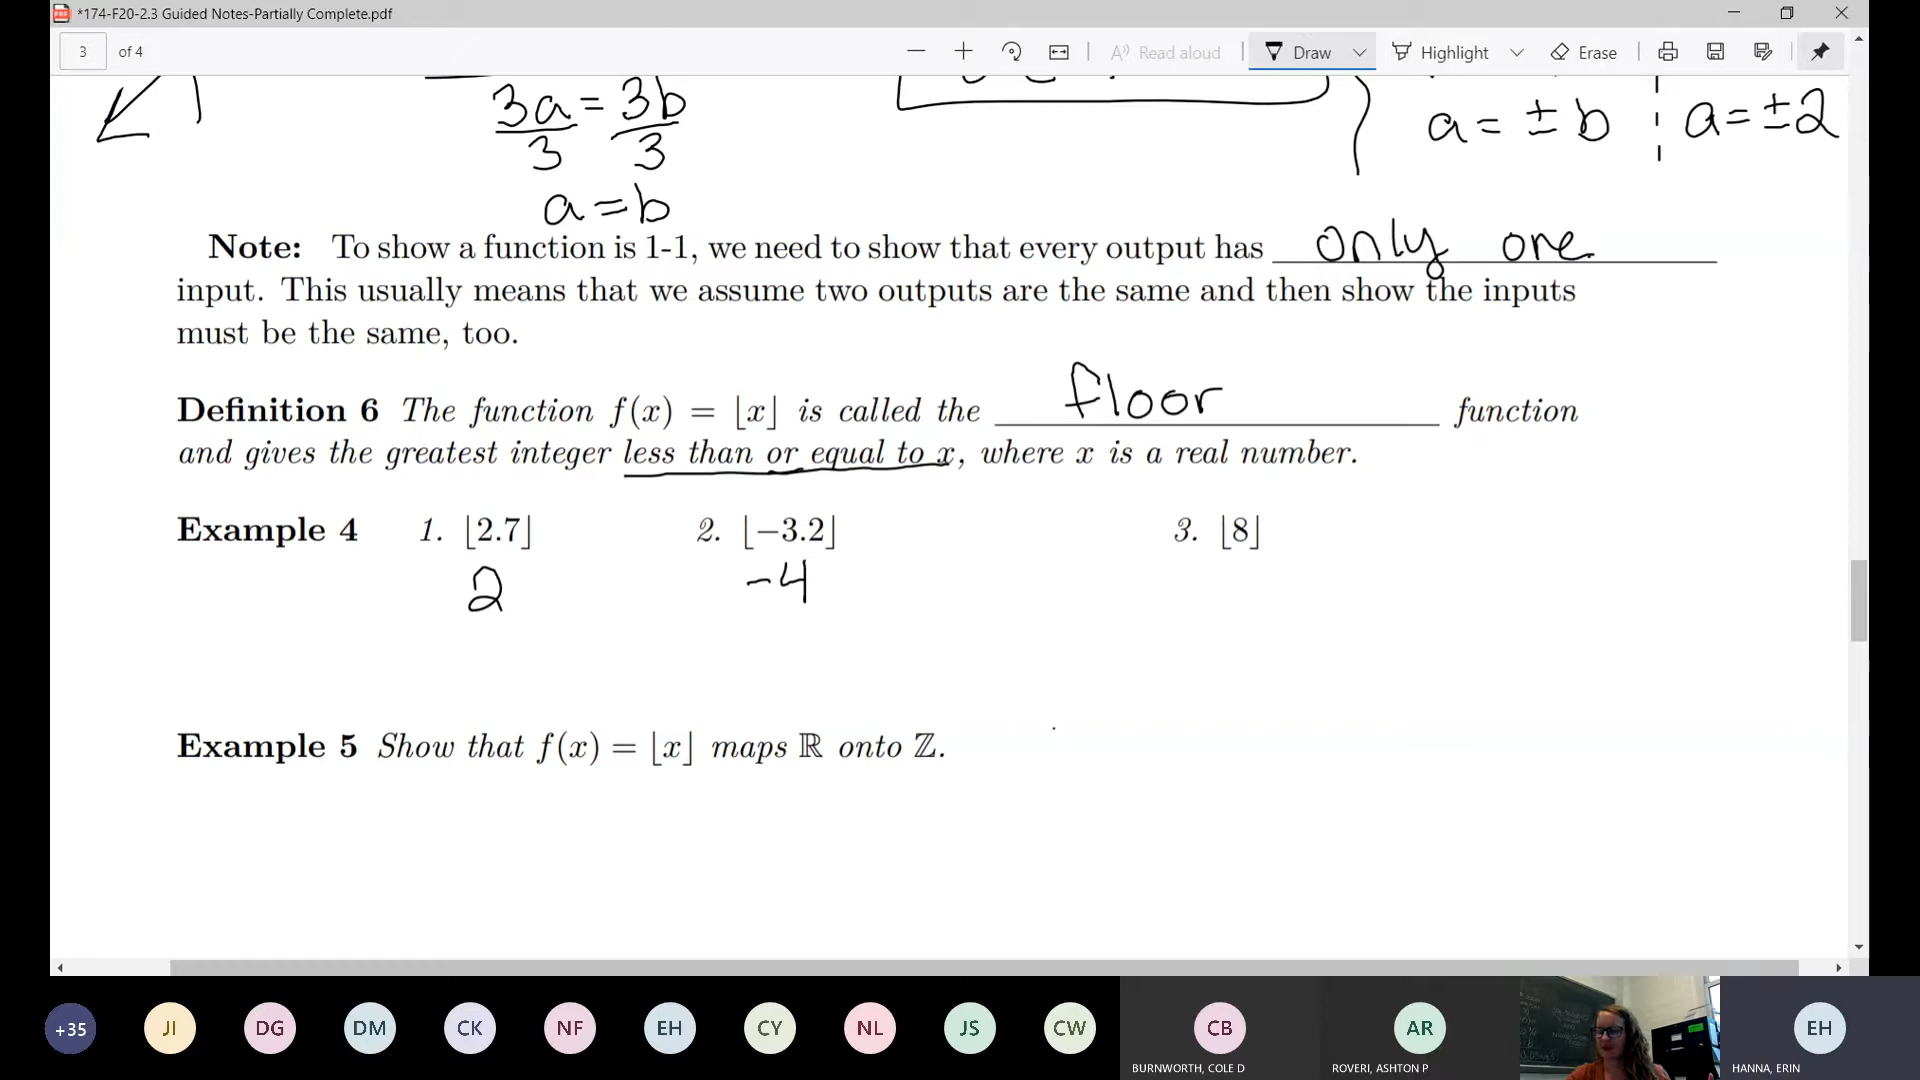 *174-F20-2.3 Guided Notes-Partially Complete.pdf
3 of 4 Read aloud Draw Highlight Erase
3a = 3b
3 3
a = ± b a = ±2
a = b
Note: To show a function is 1-1, we need to show that every output has only one
input. This usually means that we assume two outputs are the same and then show the inputs
must be the same, too.
Definition 6 The function f(x) = ⌊x⌋ is called the floor function
and gives the greatest integer less than or equal to x, where x is a real number.
Example 4 1. ⌊2.7⌋ 2. ⌊−3.2⌋ 3. ⌊8⌋
2 -4
Example 5 Show that f(x) = ⌊x⌋ maps ℝ onto ℤ.
+35 JI DG DM CK NF EH CY NL JS CW CB AR EH
BURNWORTH, COLE D ROVERI, ASHTON P HANNA, ERIN